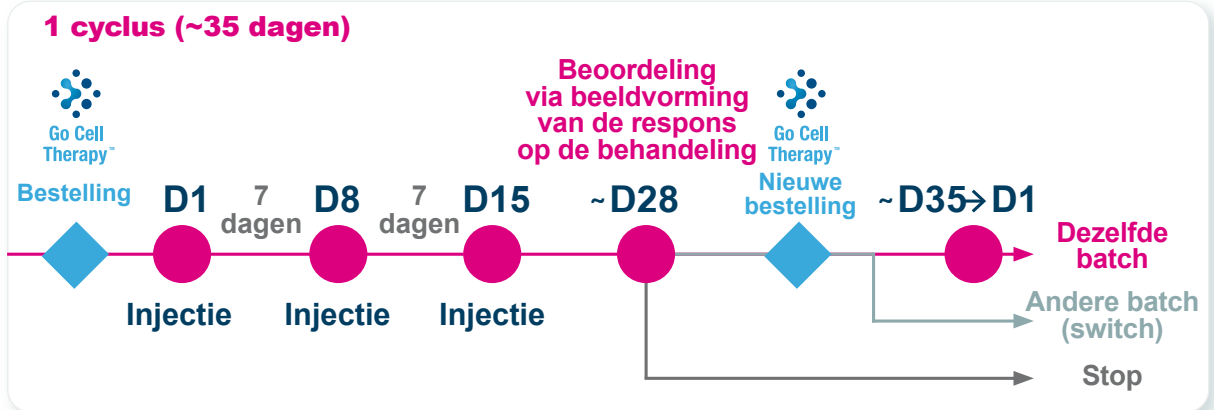 1 cyclus (~35 dagen)
Go Cell
Therapy™
Bestelling
D1
7
dagen
D8
7
dagen
D15
Beoordeling
via beeldvorming
van de respons
op de behandeling
~D28
Go Cell
Therapy™
Nieuwe
bestelling
~D35→D1
Injectie
Injectie
Injectie
Dezelfde
batch
Andere batch
(switch)
Stop